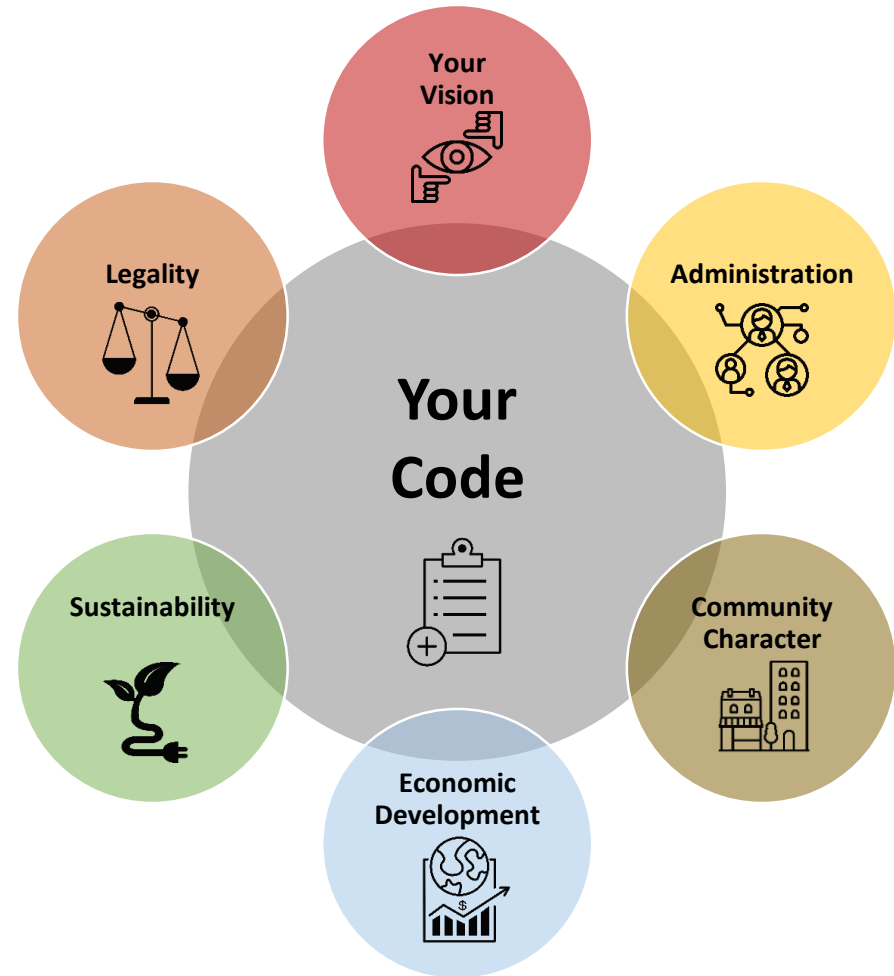 Your
Vision
Legality
Administration
Your
Code
Sustainability
Community
Character
Economic
Development
$